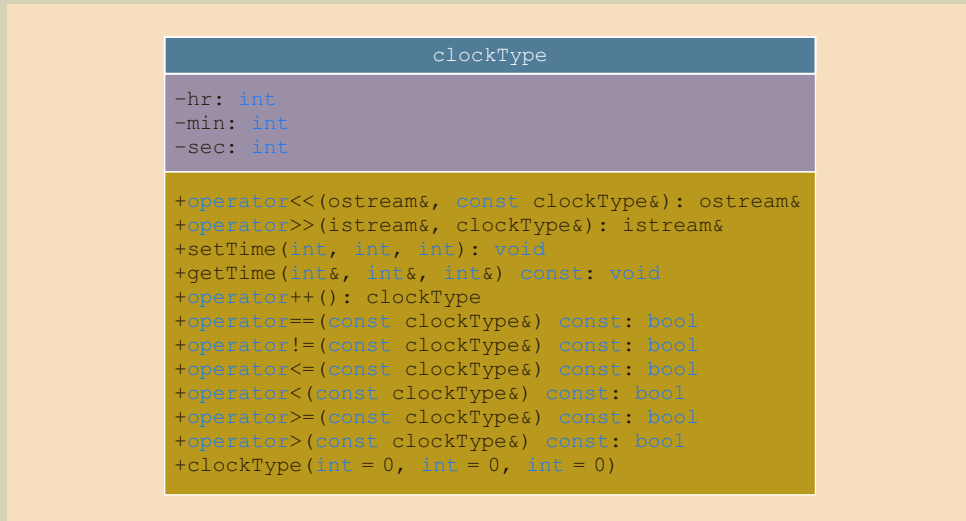 clockType
-hr: int
-min: int
-sec: int
+operator<<(ostream&, const clockType&): ostream&
+operator>>(istream&, clockType&): istream&
+setTime(int, int, int): void
+getTime(int&, int&, int&) const: void
+operator++(): clockType
+operator==(const clockType&) const: bool
+operator!=(const clockType&) const: bool
+operator<=(const clockType&) const: bool
+operator<(const clockType&) const: bool
+operator>=(const clockType&) const: bool
+operator>(const clockType&) const: bool
+clockType(int = 0, int = 0, int = 0)